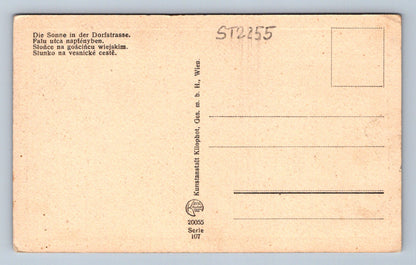 Die Sonne in der Dorfstrasse.
Falu utca napfényben.
Słońce na gościńcu wiejskim.
Slunko na vesnické cestě.
ST2255
Kunstanstalt Kilophot, Ges. m. b. H., Wien.
20055
Serie
107